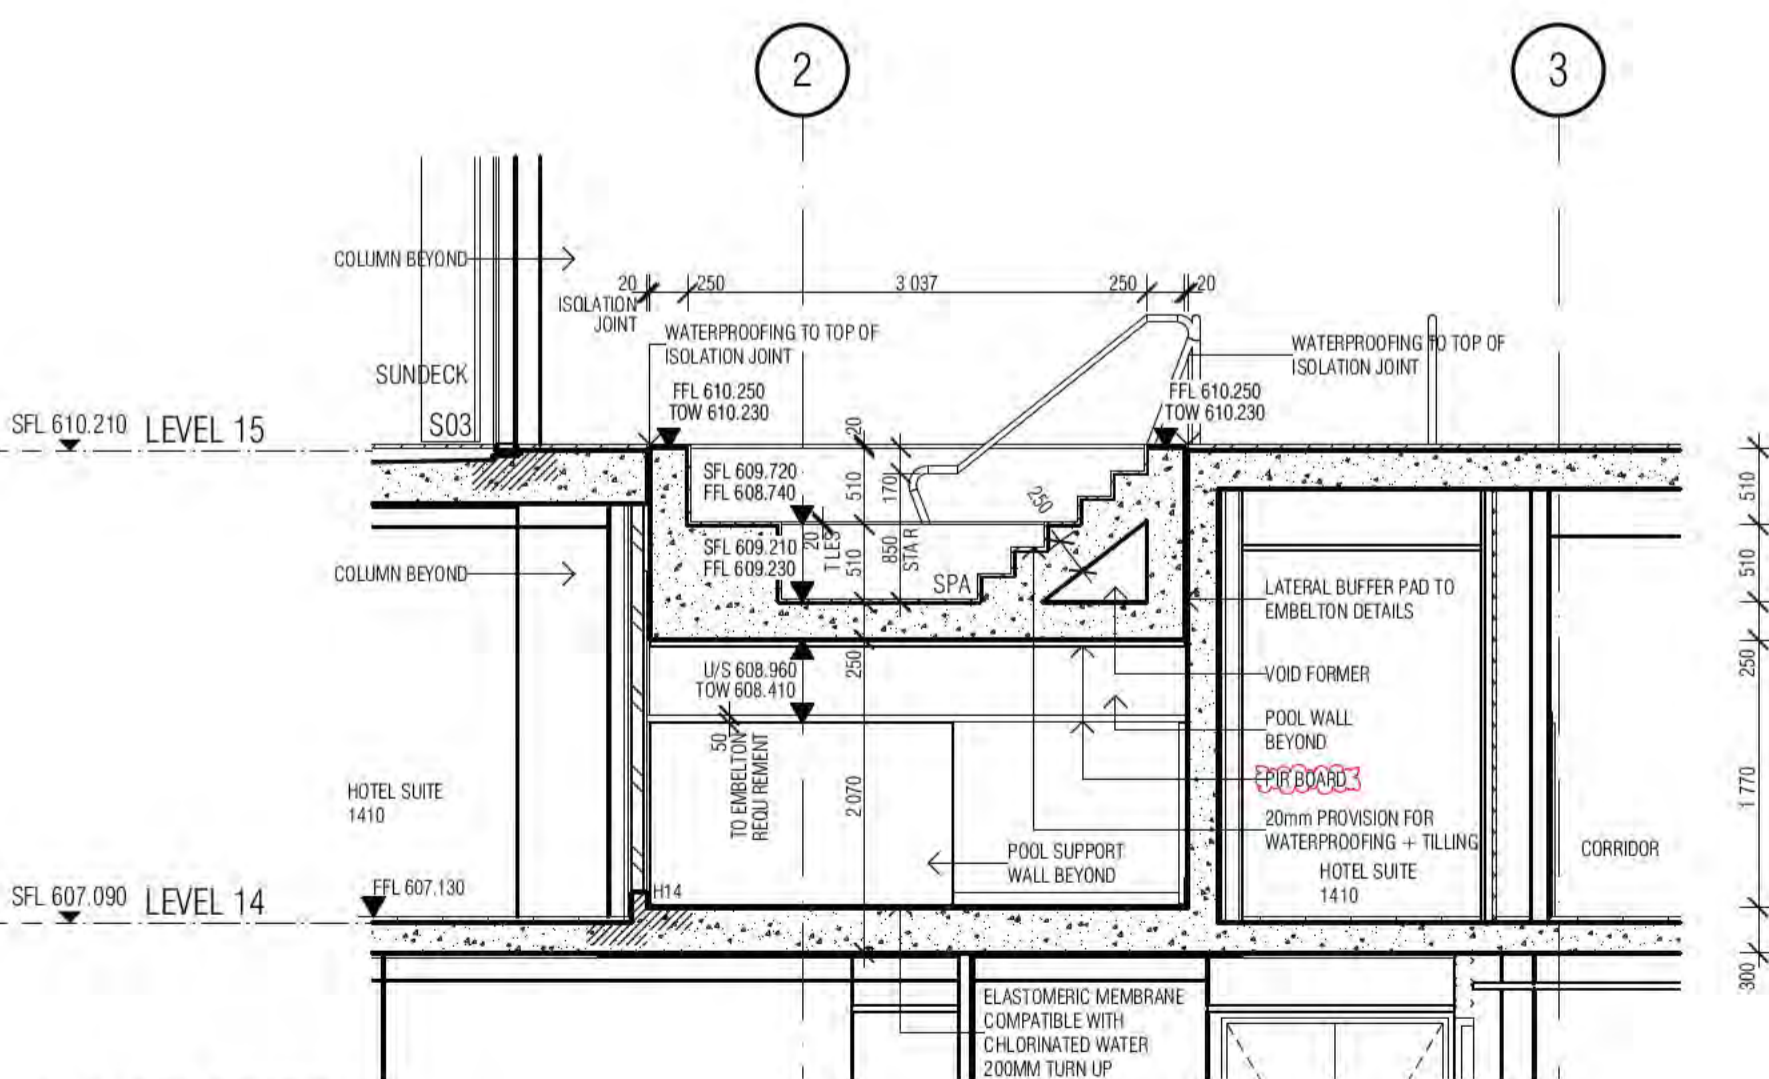 2
3
COLUMN BEYOND
20
250
3 037
250
20
ISOLATION
JOINT
WATERPROOFING TO TOP OF
ISOLATION JOINT
WATERPROOFING TO TOP OF
ISOLATION JOINT
SUNDECK
S03
FFL 610.250
TOW 610.230
FFL 610.250
TOW 610.230
SFL 610.210 LEVEL 15
20
510
170
SFL 609.720
FFL 608.740
250
510
SFL 609.210
FFL 609.230
20
T LES
510
850
STA R
SPA
510
COLUMN BEYOND
LATERAL BUFFER PAD TO
EMBELTON DETAILS
U/S 608.960
TOW 608.410
250
VOID FORMER
250
POOL WALL
BEYOND
50
TO EMBELTON
REQU REMENT
2 070
PIR BOARD
1 770
HOTEL SUITE
1410
20mm PROVISION FOR
WATERPROOFING + TILLING
POOL SUPPORT
WALL BEYOND
HOTEL SUITE
1410
CORRIDOR
SFL 607.090 LEVEL 14
FFL 607.130
H14
300
ELASTOMERIC MEMBRANE
COMPATIBLE WITH
CHLORINATED WATER
200MM TURN UP